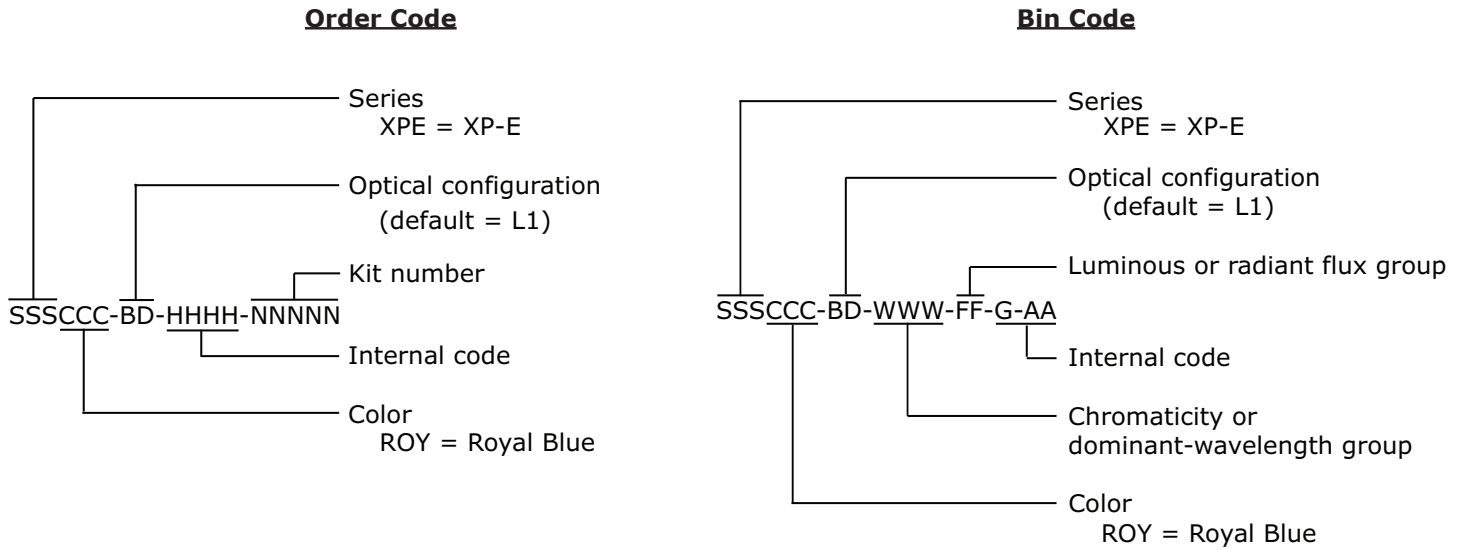 Order Code
Series
XPE = XP-E
Optical configuration
(default = L1)
Kit number
SSSCCC-BD-HHHH-NNNNN
Internal code
Color
ROY = Royal Blue
Bin Code
Series
XPE = XP-E
Optical configuration
(default = L1)
Luminous or radiant flux group
SSSCCC-BD-WWW-FF-G-AA
Internal code
Chromaticity or
dominant-wavelength group
Color
ROY = Royal Blue